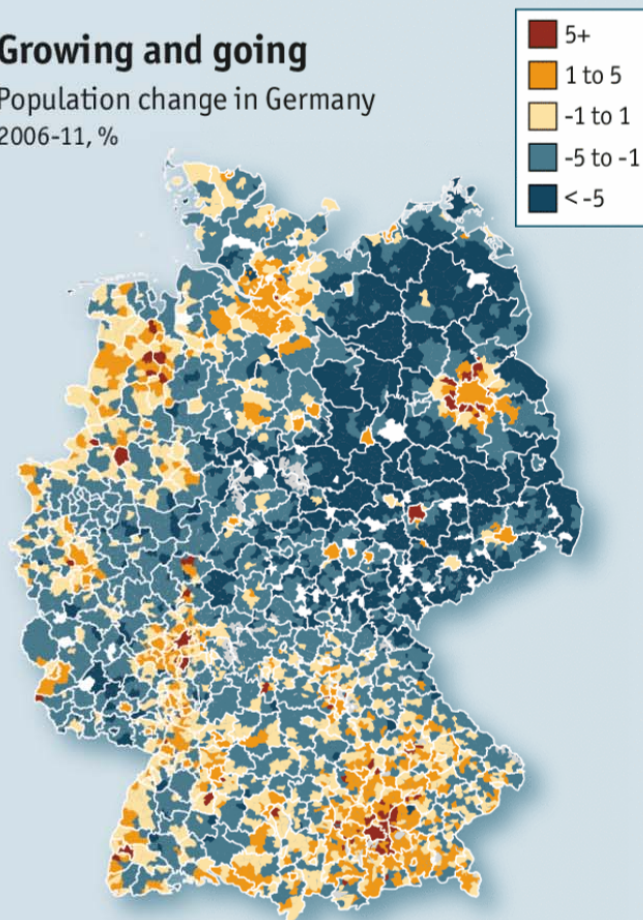 Growing and going
Population change in Germany
2006-11, %
5+
1 to 5
-1 to 1
-5 to -1
< -5